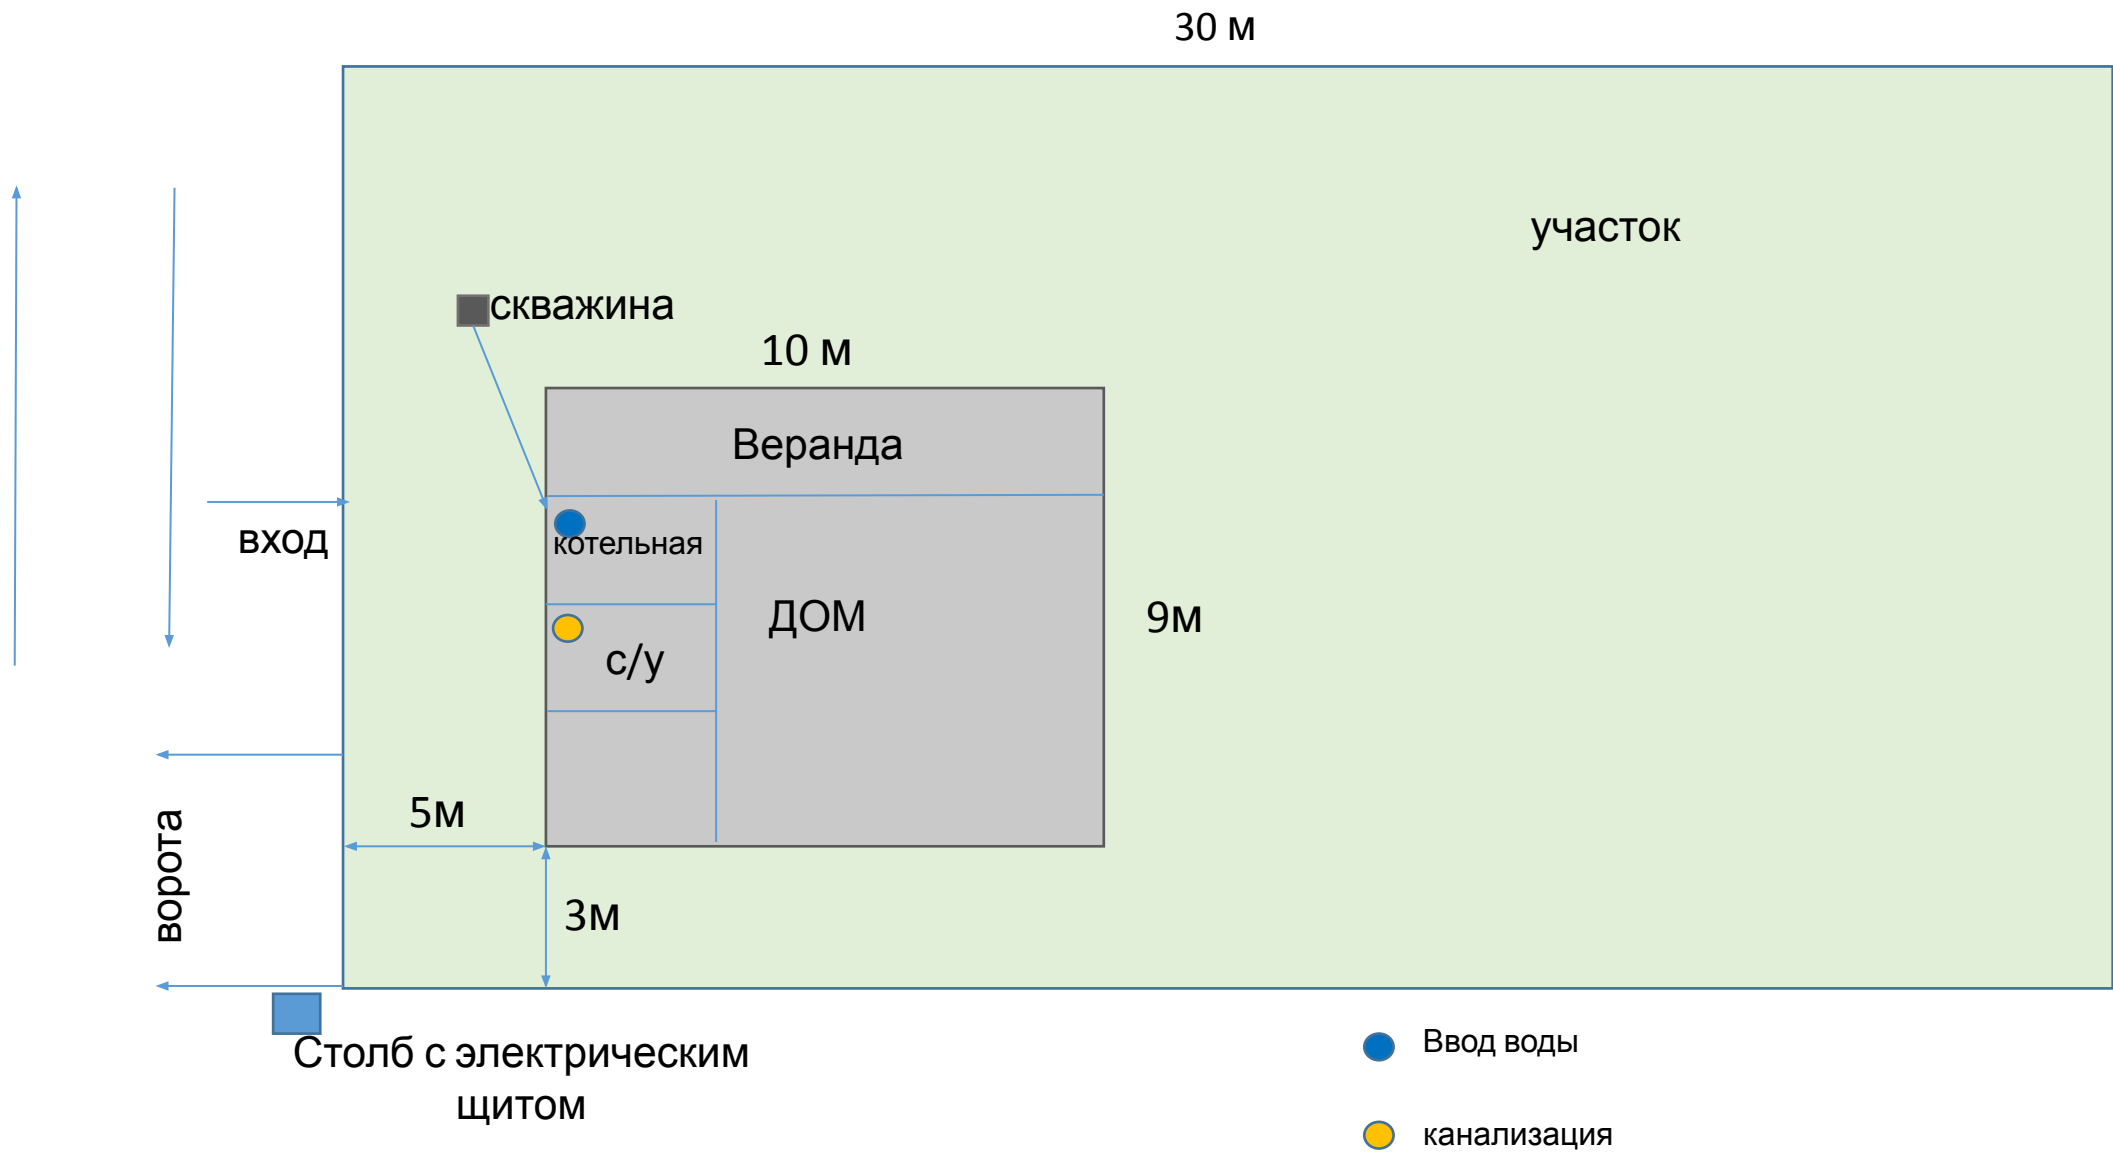 30 м
участок
скважина
10 м
Веранда
вход
котельная
ДОМ
9м
с/у
5м
ворота
3м
Столб с электрическим
щитом
Ввод воды
канализация